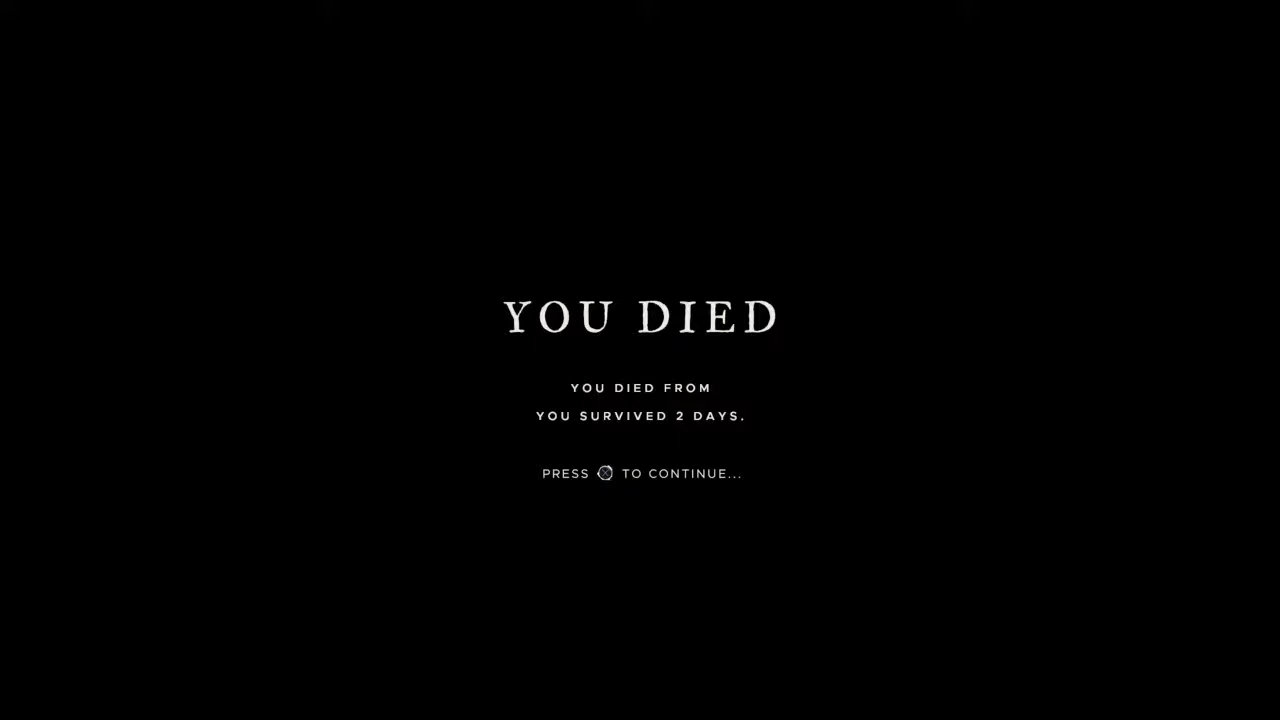 YOU DIED
YOU DIED FROM
YOU SURVIVED 2 DAYS.
PRESS TO CONTINUE...